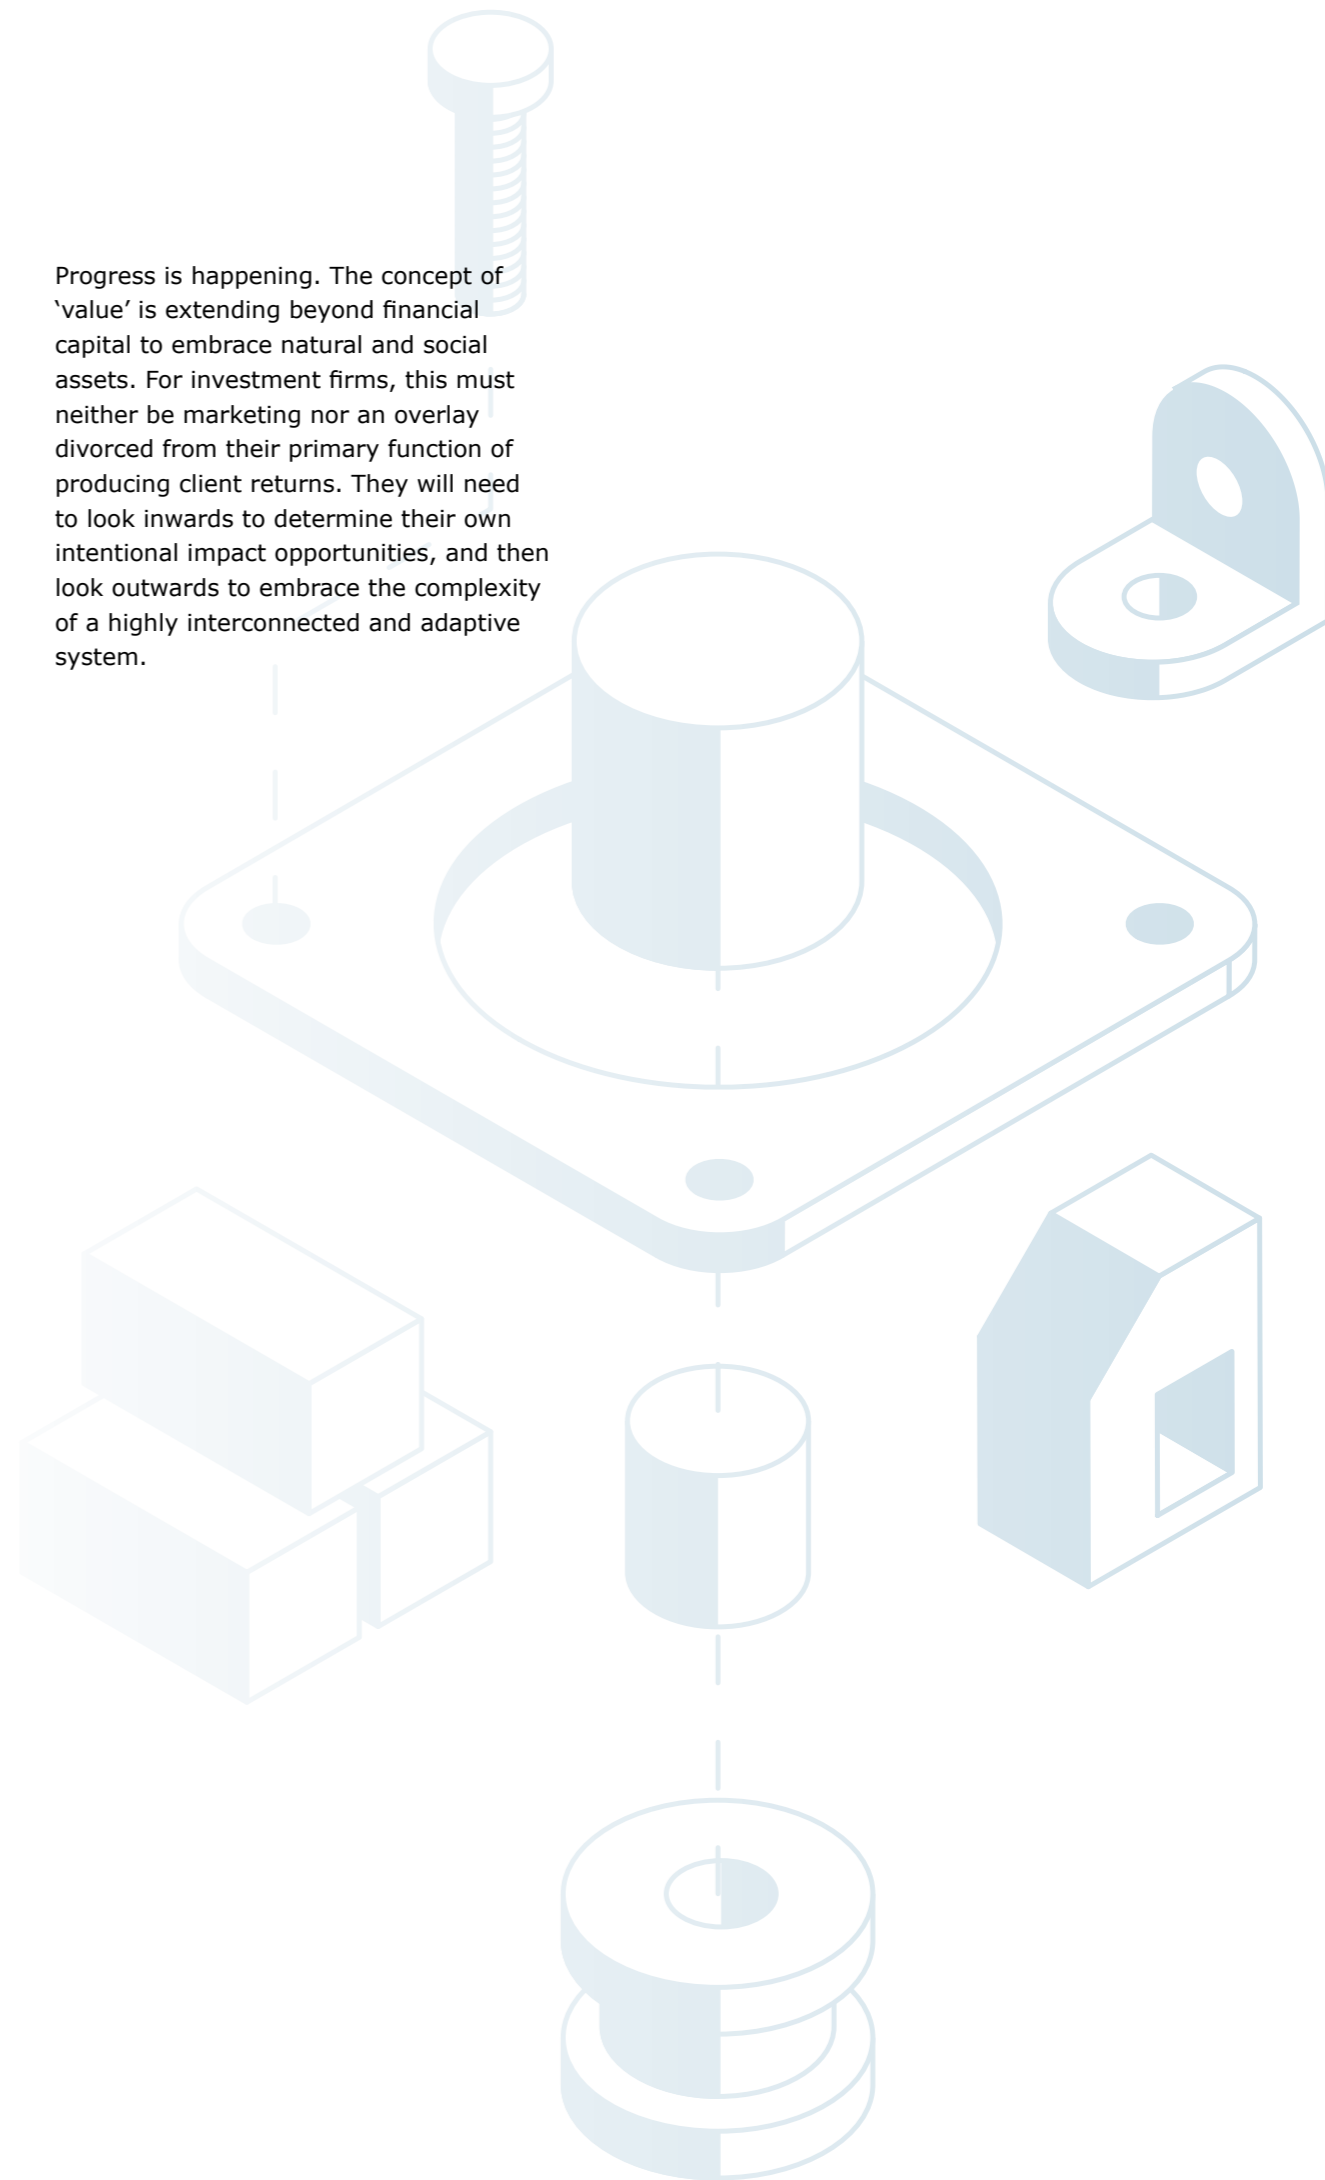 Progress is happening. The concept of
‘value’ is extending beyond financial
capital to embrace natural and social
assets. For investment firms, this must
neither be marketing nor an overlay
divorced from their primary function of
producing client returns. They will need
to look inwards to determine their own
intentional impact opportunities, and then
look outwards to embrace the complexity
of a highly interconnected and adaptive
system.